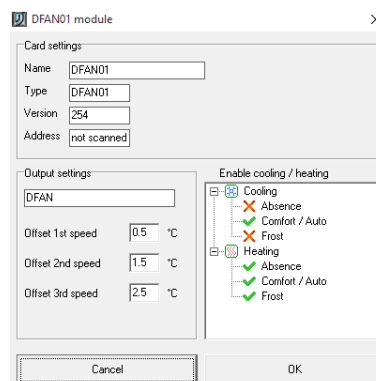 DFAN01 module
Card settings
Name DFAN01
Type DFAN01
Version 254
Address not scanned
Output settings
DFAN
Offset 1st speed 0.5 °C
Offset 2nd speed 1.5 °C
Offset 3rd speed 2.5 °C
Enable cooling / heating
Cooling
Absence
Comfort / Auto
Frost
Heating
Absence
Comfort / Auto
Frost
Cancel
OK